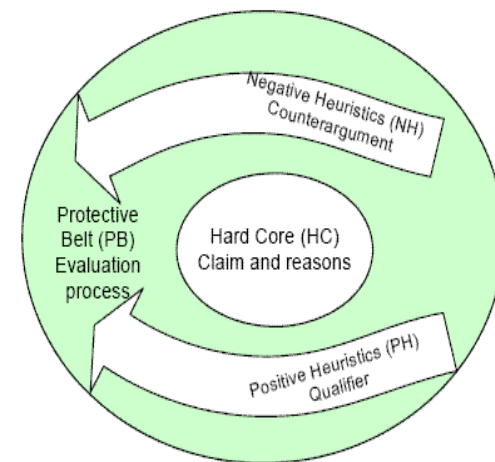 Negative Heuristics (NH)
Counterargument
Protective
Belt (PB)
Evaluation
process
Hard Core (HC)
Claim and reasons
Positive Heuristics (PH)
Qualifier